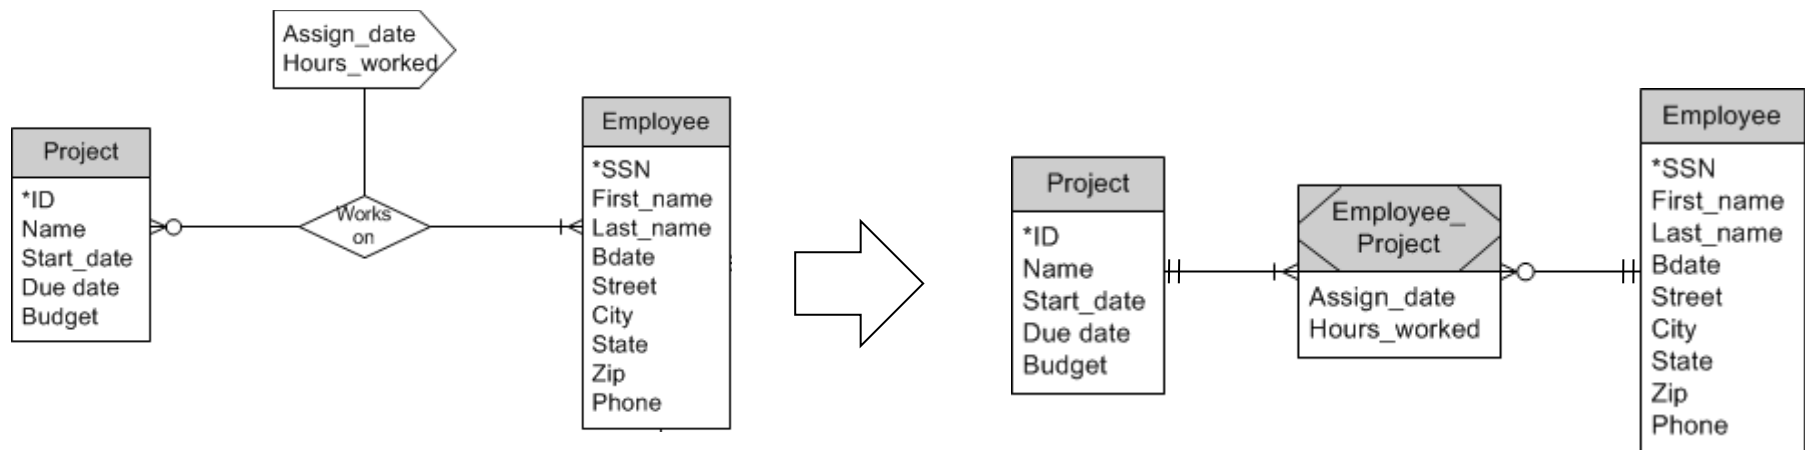 Assign_date
Hours_worked
Project
*ID
Name
Start_date
Due date
Budget
Works
on
Employee
*SSN
First_name
Last_name
Bdate
Street
City
State
Zip
Phone
Project
*ID
Name
Start_date
Due date
Budget
Employee_
Project
Assign_date
Hours_worked
Employee
*SSN
First_name
Last_name
Bdate
Street
City
State
Zip
Phone